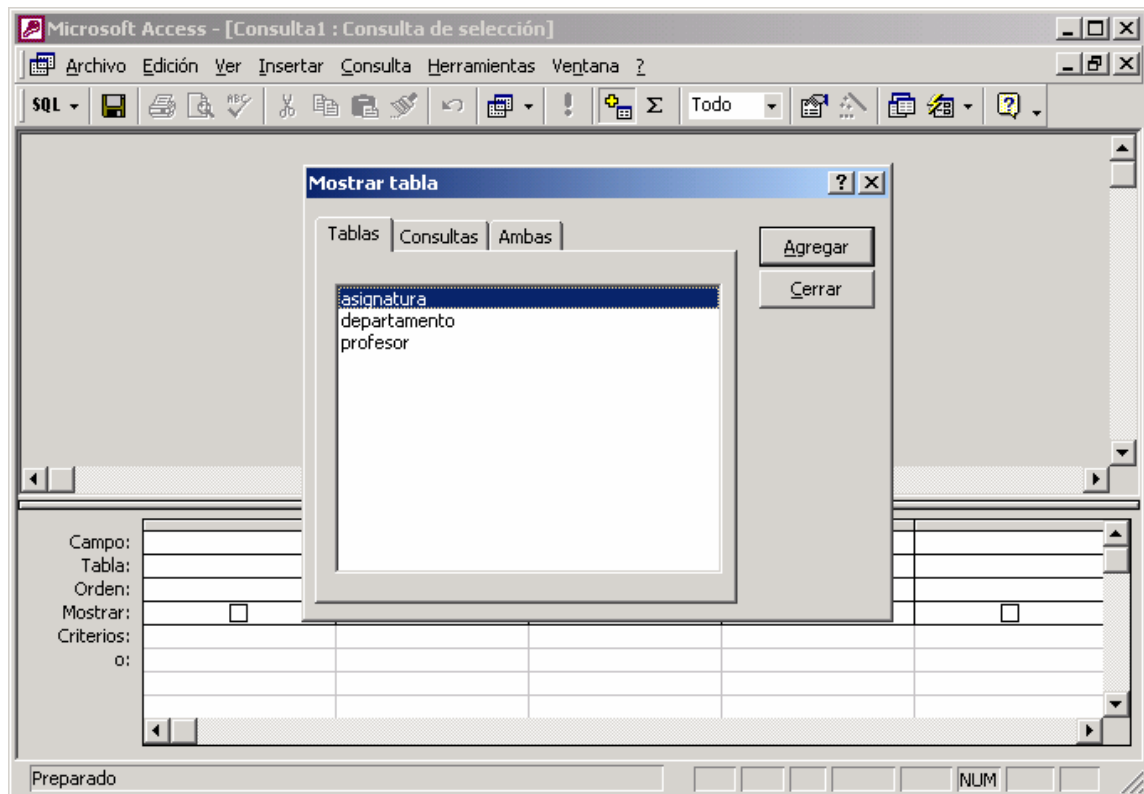 Microsoft Access - [Consulta1 : Consulta de selección]
Archivo Edición Ver Insertar Consulta Herramientas Ventana ?
SQL ABC Σ Todo
Mostrar tabla
Tablas Consultas Ambas
Agregar
Cerrar
asignatura
departamento
profesor
Campo:
Tabla:
Orden:
Mostrar:
Criterios:
o:
Preparado NUM